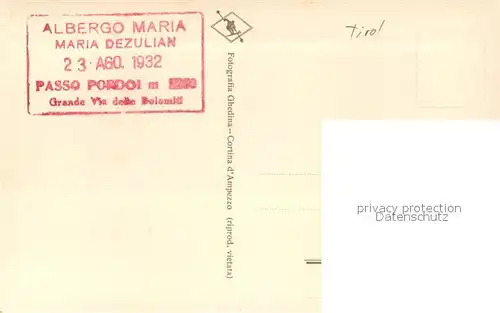 ALBERGO MARIA
MARIA DEZULIAN
23 AGO. 1932
PASSO PORDOI m
Grande Via delle Dolomiti
Fotografia Ghedina - Cortina d'Ampezzo (riprod. vietata)
Tirol
privacy protection
Datenschutz